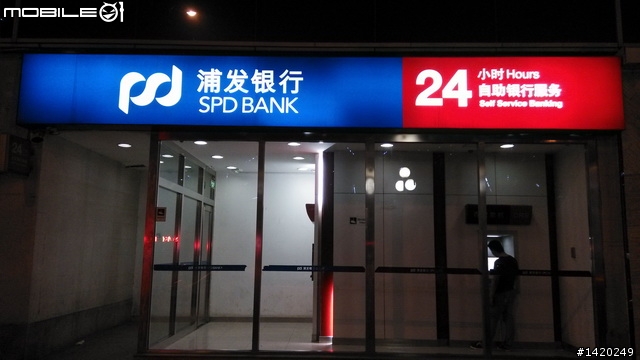 MOBILE01
浦发银行
SPD BANK
24
小时 Hours
自助银行服务
Self Service Banking
#1420249